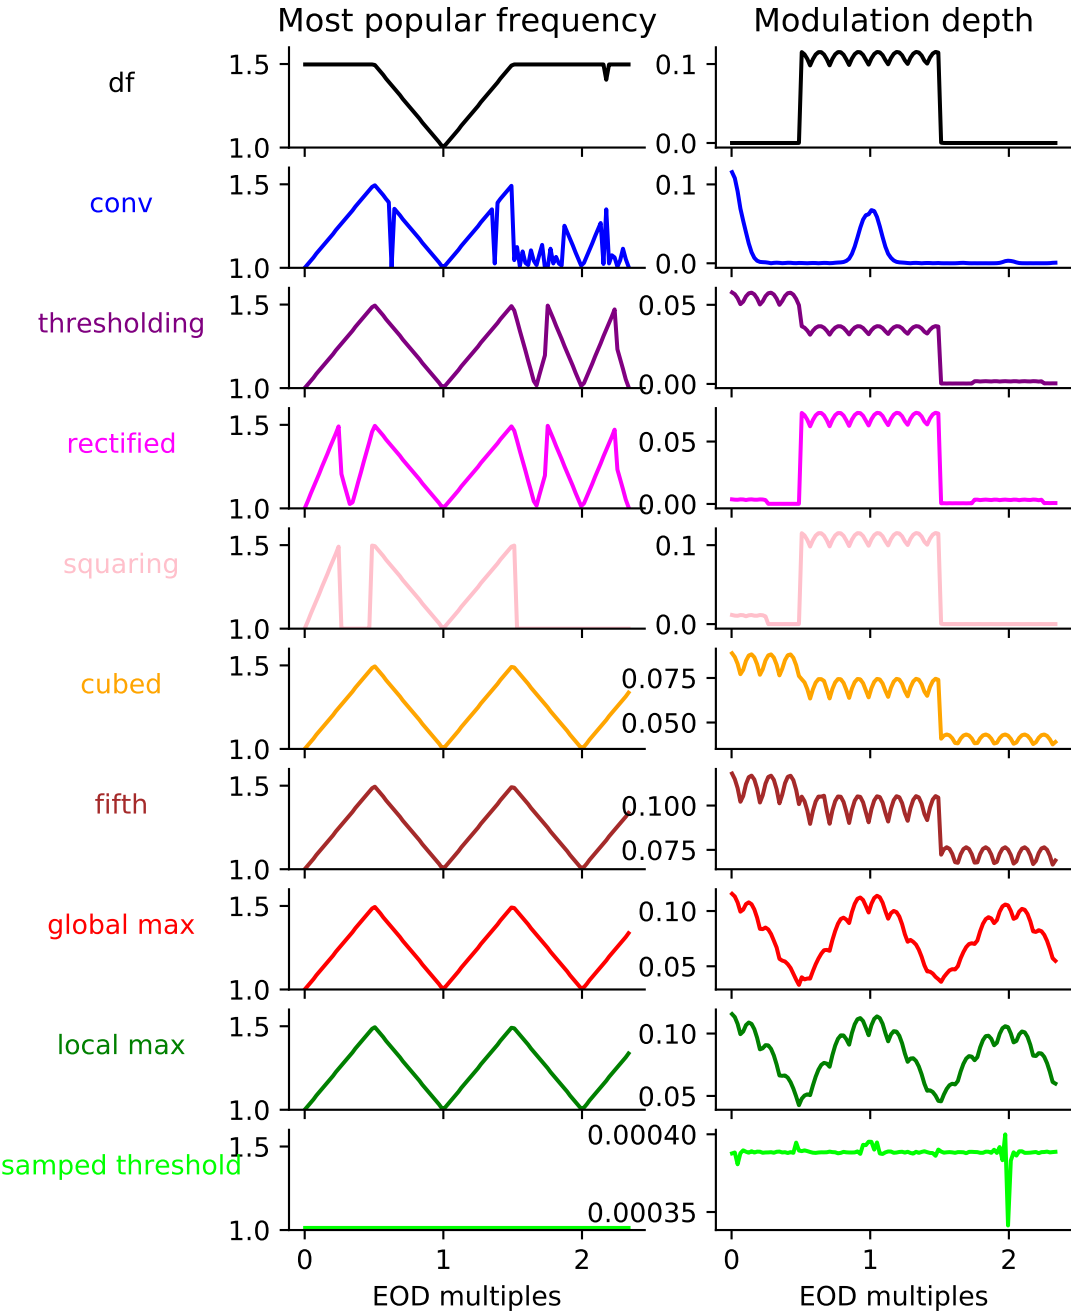 Most popular frequency Modulation depth
df 1.5 1.0 0.1 0.0
conv 1.5 1.0 0.1 0.0
thresholding 1.5 1.0 0.05 0.00
rectified 1.5 1.0 0.05 0.00
squaring 1.5 1.0 0.1 0.0
cubed 1.5 1.0 0.075 0.050
fifth 1.5 1.0 0.100 0.075
global max 1.5 1.0 0.10 0.05
local max 1.5 1.0 0.10 0.05
samped threshold 1.5 1.0 0.00040 0.00035
0 1 2 0 1 2
EOD multiples EOD multiples